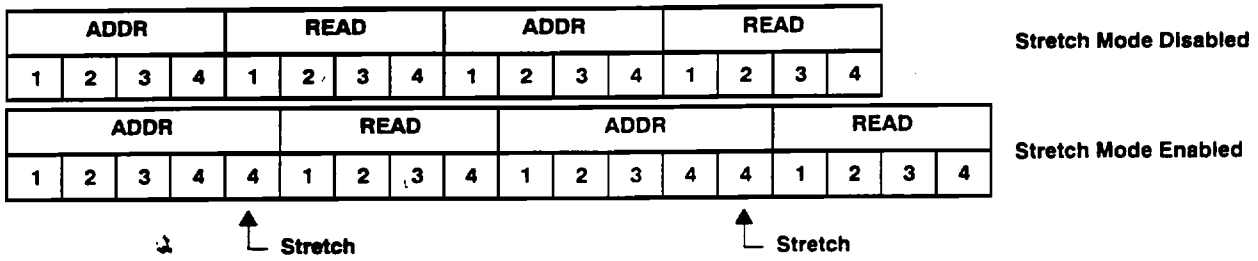 ADDR READ ADDR READ
Stretch Mode Disabled
1 2 3 4 1 2 3 4 1 2 3 4 1 2 3 4
ADDR READ ADDR READ
Stretch Mode Enabled
1 2 3 4 4 1 2 3 4 1 2 3 4 4 1 2 3 4
Stretch Stretch